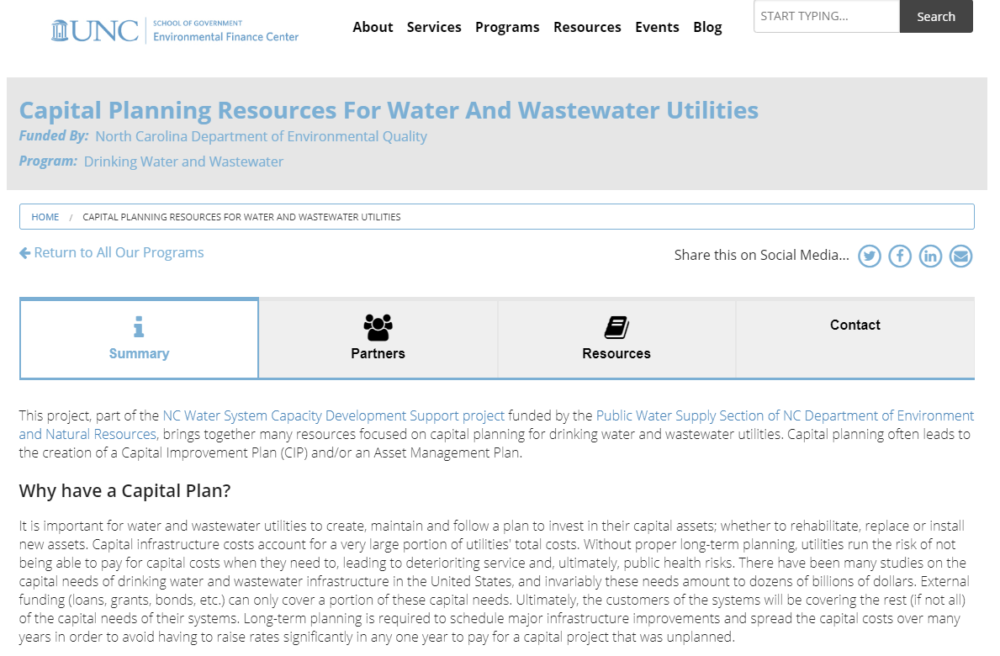 UNC
SCHOOL OF GOVERNMENT
Environmental Finance Center
About Services Programs Resources Events Blog
START TYPING...
Search
Capital Planning Resources For Water And Wastewater Utilities
Funded By: North Carolina Department of Environmental Quality
Program: Drinking Water and Wastewater
HOME / CAPITAL PLANNING RESOURCES FOR WATER AND WASTEWATER UTILITIES
Return to All Our Programs
Share this on Social Media...
Summary
Partners
Resources
Contact
This project, part of the NC Water System Capacity Development Support project funded by the Public Water Supply Section of NC Department of Environment
and Natural Resources, brings together many resources focused on capital planning for drinking water and wastewater utilities. Capital planning often leads to
the creation of a Capital Improvement Plan (CIP) and/or an Asset Management Plan.
Why have a Capital Plan?
It is important for water and wastewater utilities to create, maintain and follow a plan to invest in their capital assets; whether to rehabilitate, replace or install
new assets. Capital infrastructure costs account for a very large portion of utilities' total costs. Without proper long-term planning, utilities run the risk of not
being able to pay for capital costs when they need to, leading to deterioriting service and, ultimately, public health risks. There have been many studies on the
capital needs of drinking water and wastewater infrastructure in the United States, and invariably these needs amount to dozens of billions of dollars. External
funding (loans, grants, bonds, etc.) can only cover a portion of these capital needs. Ultimately, the customers of the systems will be covering the rest (if not all)
of the capital needs of their systems. Long-term planning is required to schedule major infrastructure improvements and spread the capital costs over many
years in order to avoid having to raise rates significantly in any one year to pay for a capital project that was unplanned.